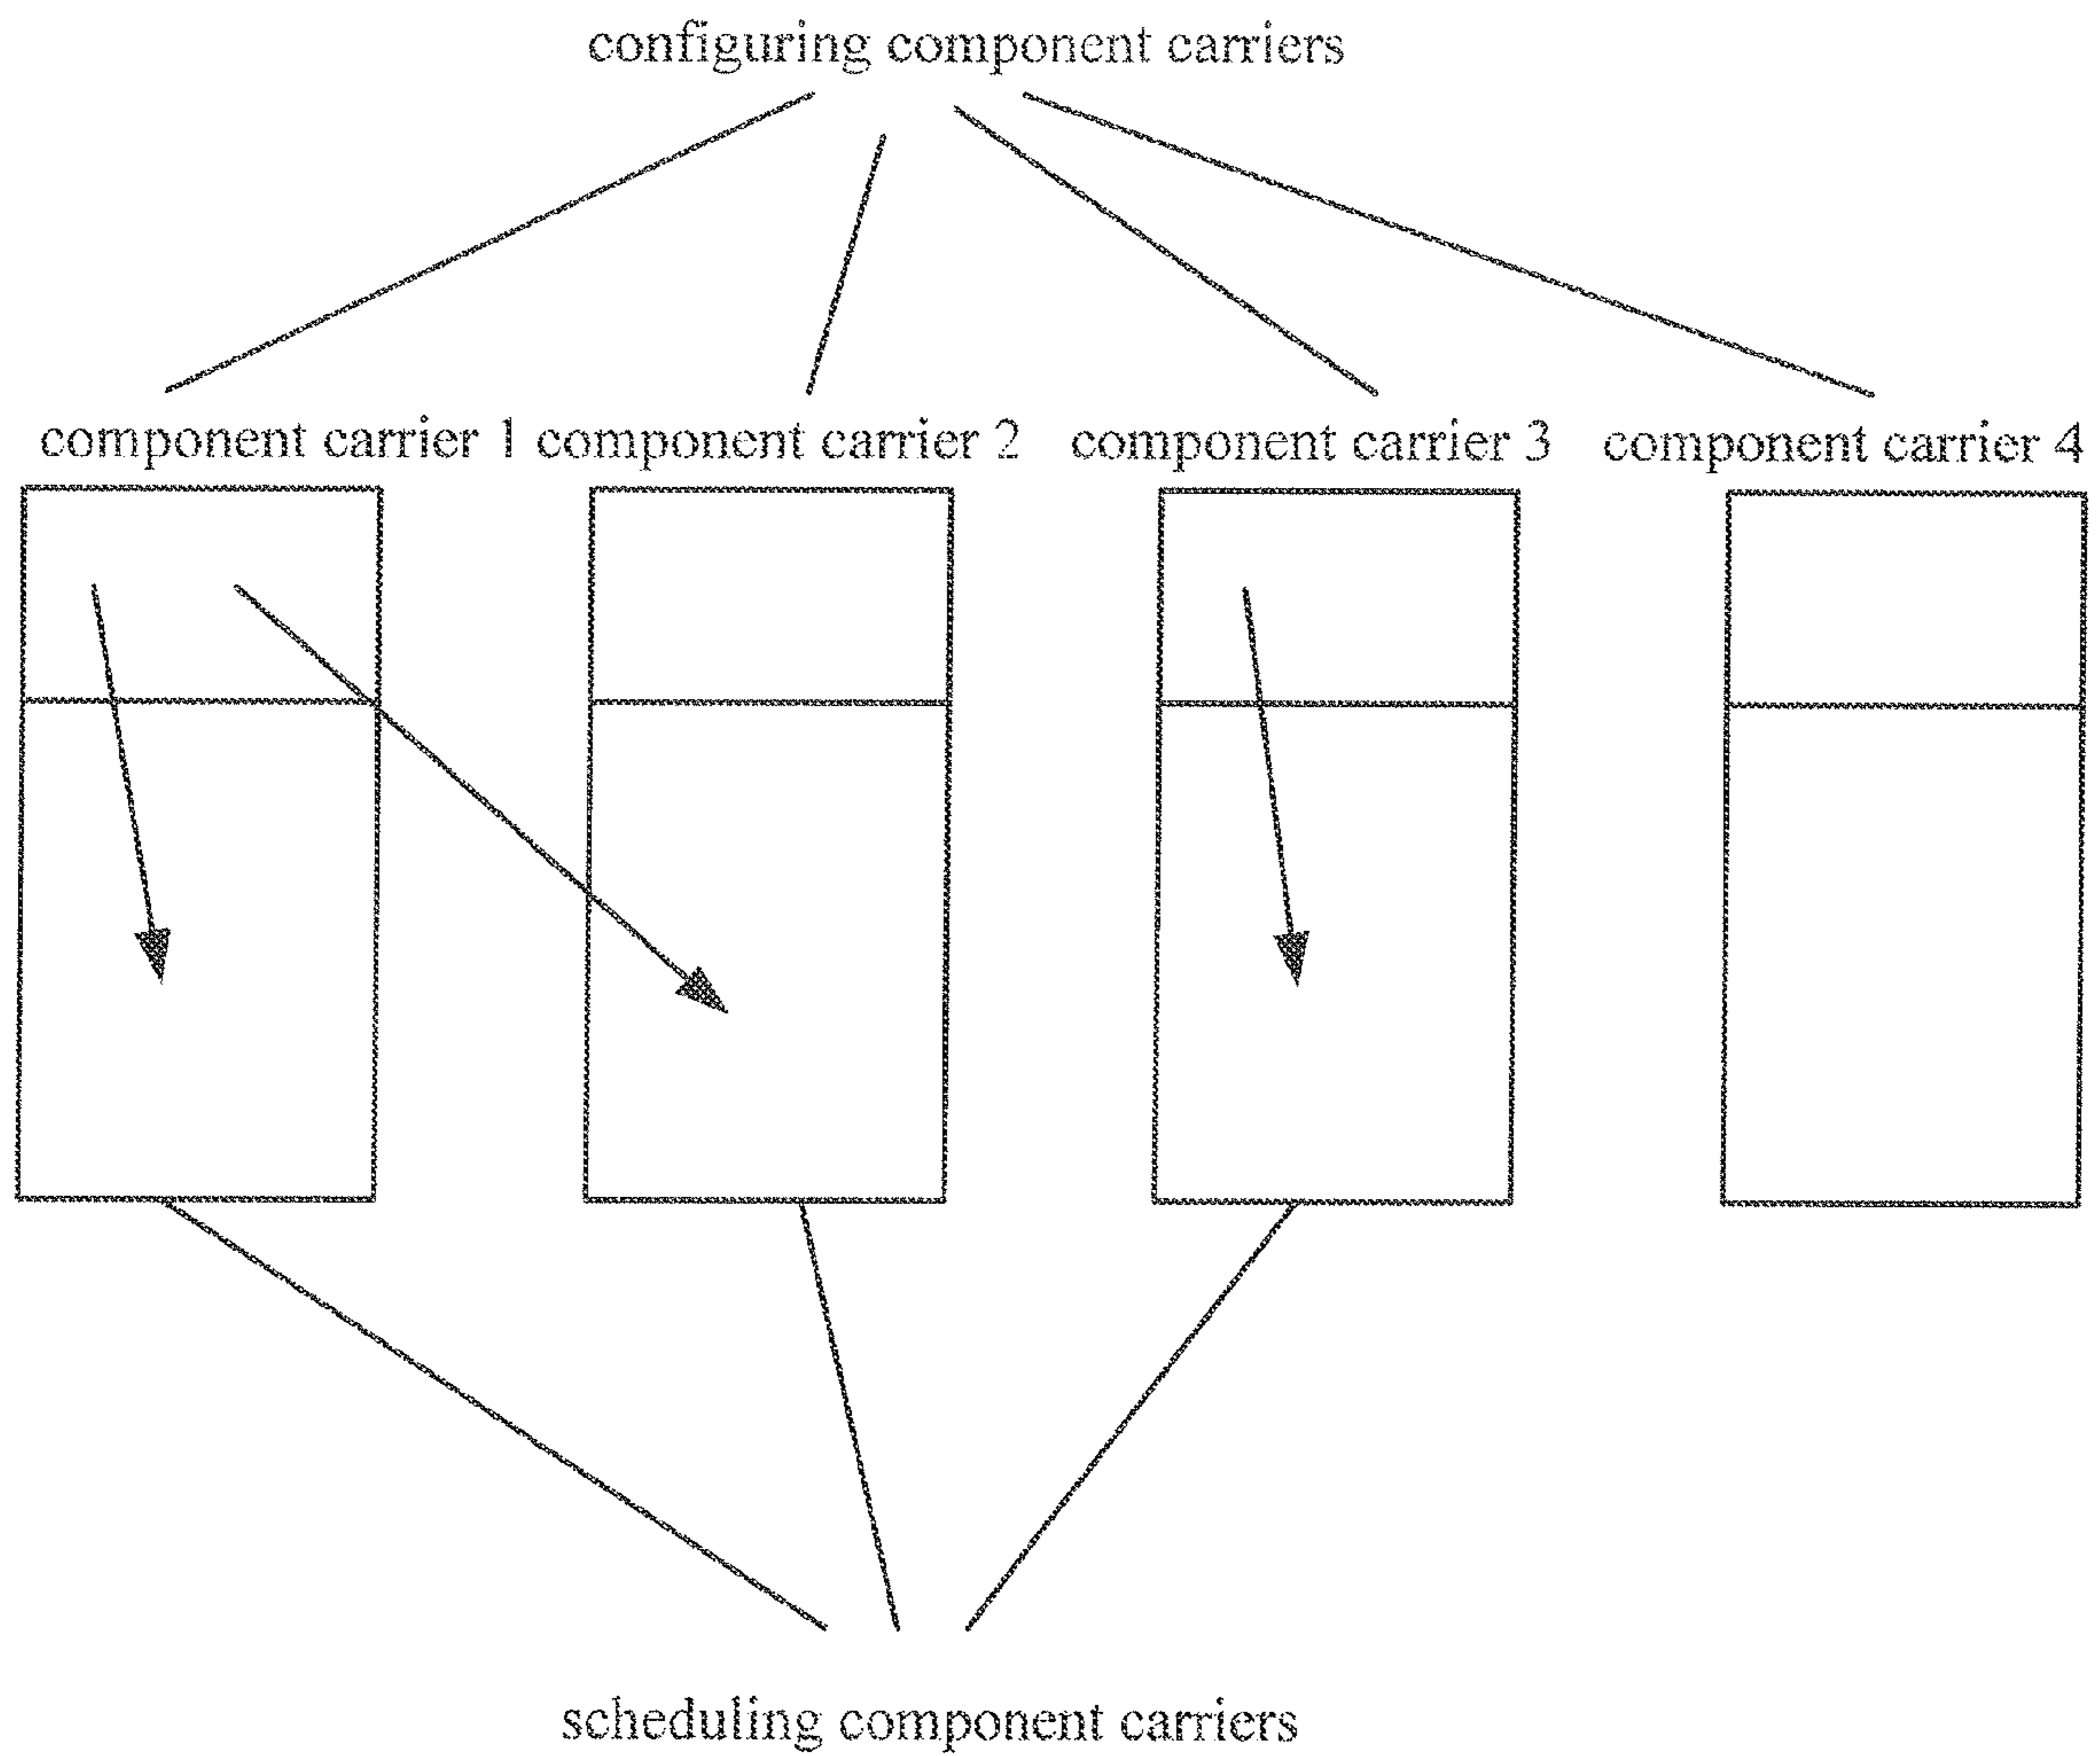 configuring component carriers
component carrier 1 component carrier 2 component carrier 3 component carrier 4
scheduling component carriers